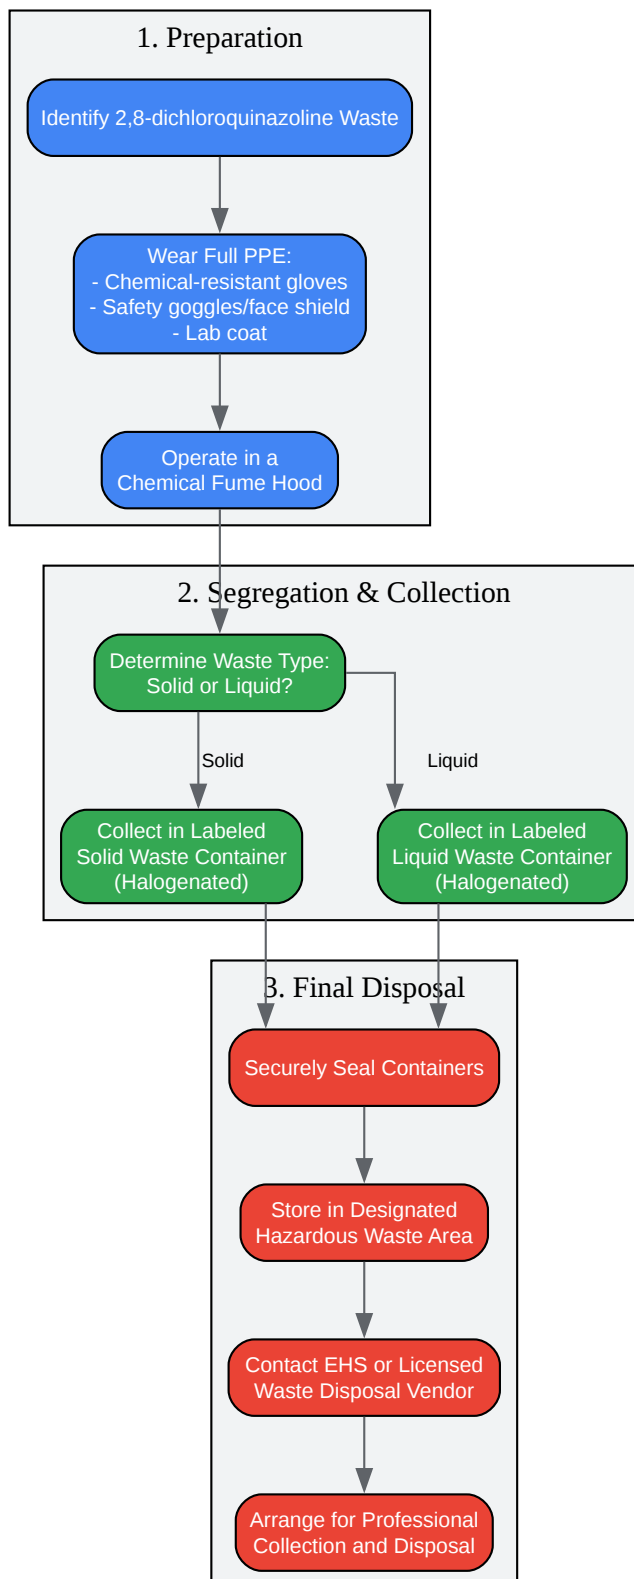 1. Preparation
Identify 2,8-dichloroquinazoline Waste
Wear Full PPE:
- Chemical-resistant gloves
- Safety goggles/face shield
- Lab coat
Operate in a
Chemical Fume Hood
2. Segregation & Collection
Determine Waste Type:
Solid or Liquid?
Solid
Liquid
Collect in Labeled
Solid Waste Container
(Halogenated)
Collect in Labeled
Liquid Waste Container
(Halogenated)
3. Final Disposal
Securely Seal Containers
Store in Designated
Hazardous Waste Area
Contact EHS or Licensed
Waste Disposal Vendor
Arrange for Professional
Collection and Disposal